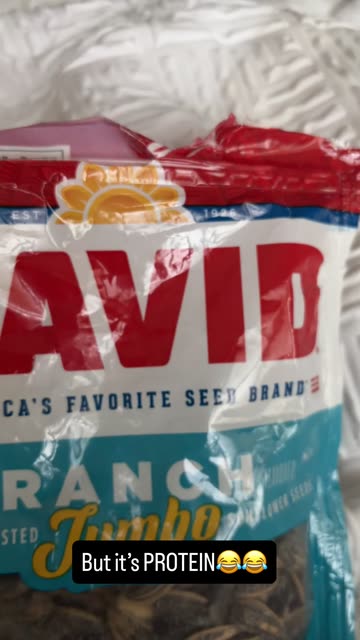 EST 1926
AVID
CA'S FAVORITE SEED BRAND
RANCH
STED Jumbo
But it's PROTEIN😂😂